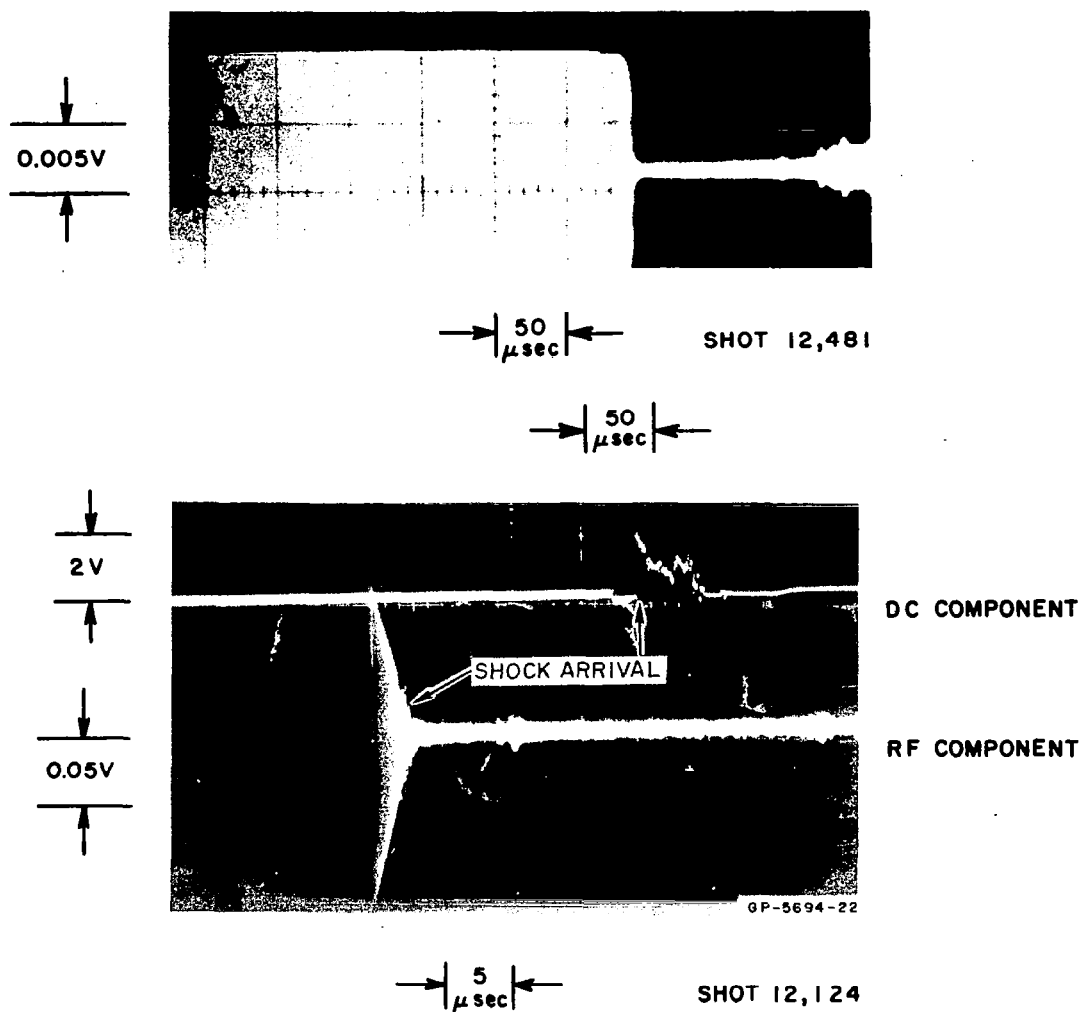 0.005V
50
μsec
SHOT 12,481
50
μsec
2V
DC COMPONENT
SHOCK ARRIVAL
RF COMPONENT
0.05V
GP-5694-22
5
μsec
SHOT 12,124